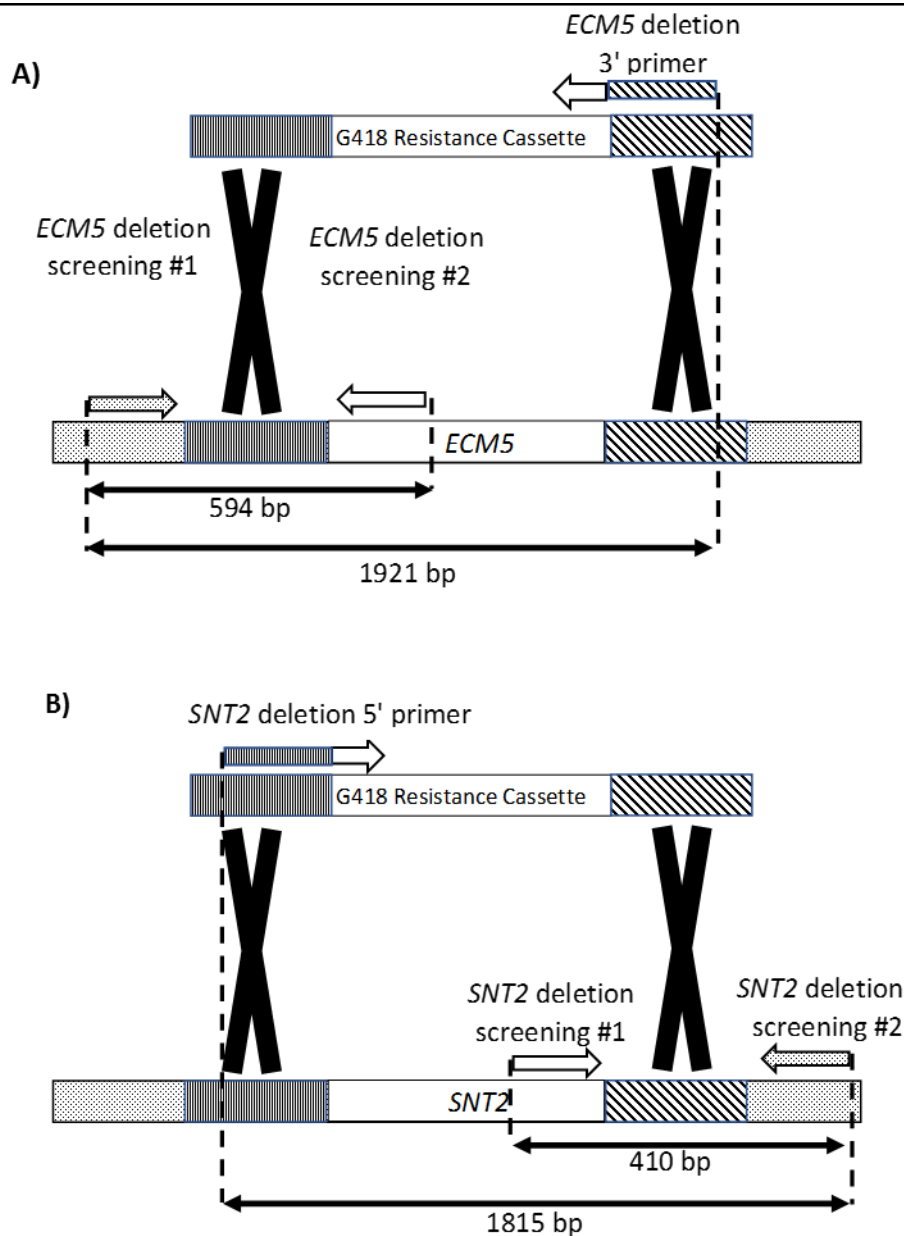 A)
ECM5 deletion
3' primer
G418 Resistance Cassette
ECM5 deletion
screening #1
ECM5 deletion
screening #2
ECM5
594 bp
1921 bp
B)
SNT2 deletion 5' primer
G418 Resistance Cassette
SNT2 deletion
screening #1
SNT2 deletion
screening #2
SNT2
410 bp
1815 bp